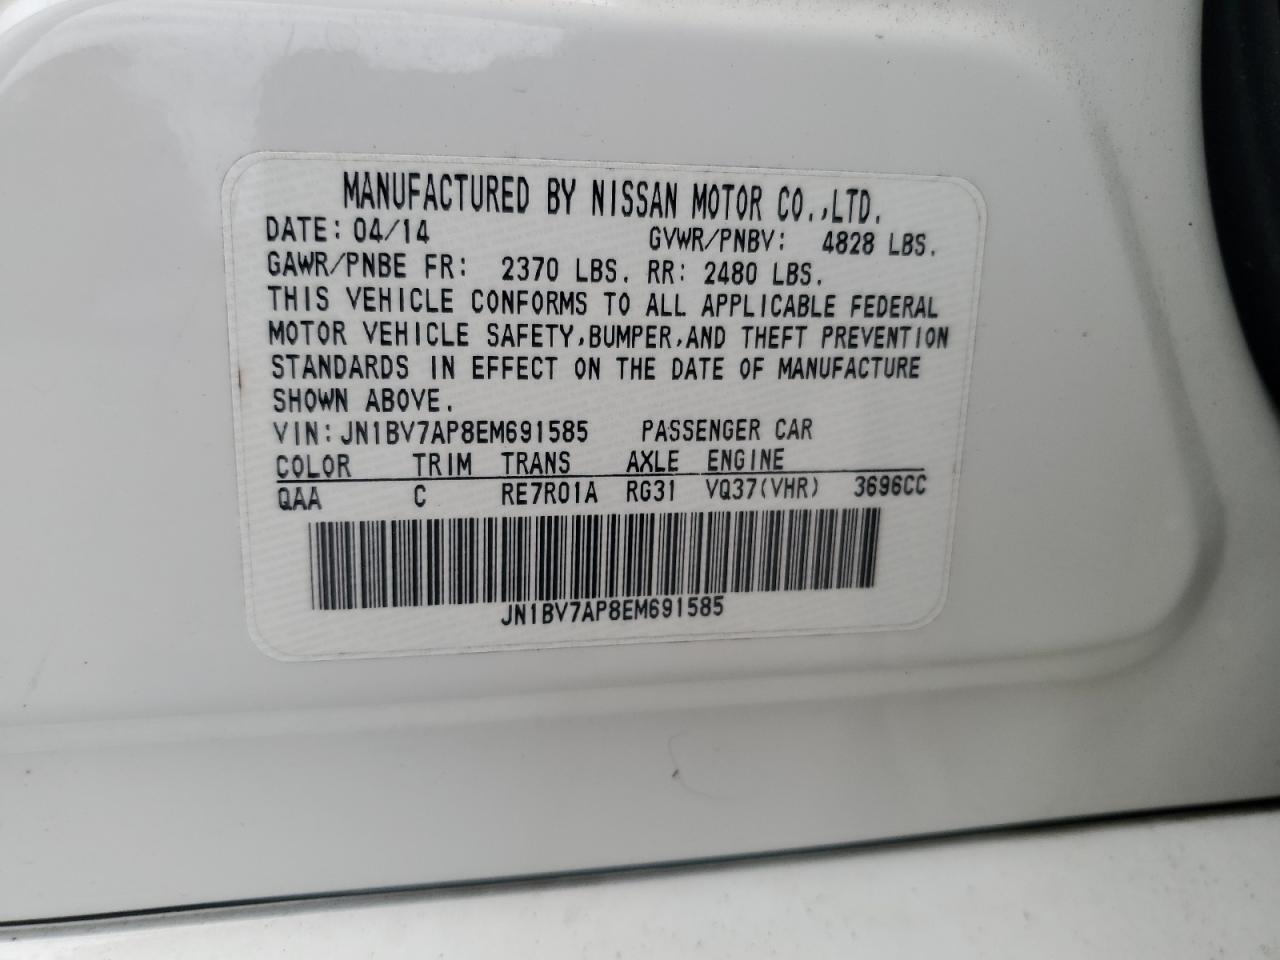 MANUFACTURED BY NISSAN MOTOR CO.,LTD.
DATE: 04/14 GVWR/PNBV: 4828 LBS.
GAWR/PNBE FR: 2370 LBS. RR: 2480 LBS.
THIS VEHICLE CONFORMS TO ALL APPLICABLE FEDERAL
MOTOR VEHICLE SAFETY,BUMPER,AND THEFT PREVENTION
STANDARDS IN EFFECT ON THE DATE OF MANUFACTURE
SHOWN ABOVE.
VIN: JN1BV7AP8EM691585 PASSENGER CAR
COLOR TRIM TRANS AXLE ENGINE
QAA C RE7R01A RG31 VQ37(VHR) 3696CC
JN1BV7AP8EM691585